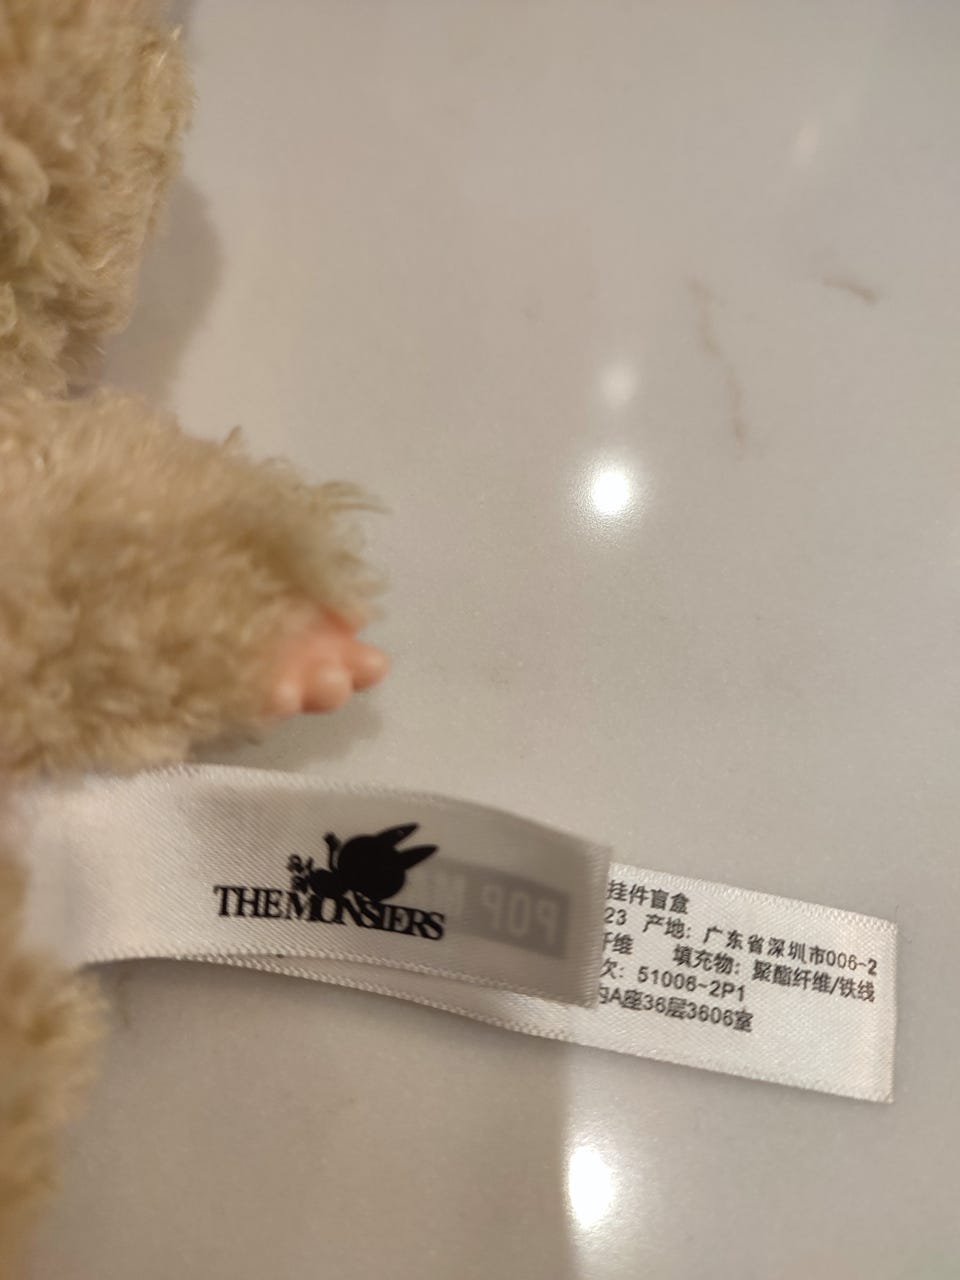 THE MONSTERS
POP M
挂件盲盒
23 产地: 广东省深圳市006-2
纤维 填充物: 聚酯纤维/铁线
次: 51006-2P1
A座36层3606室